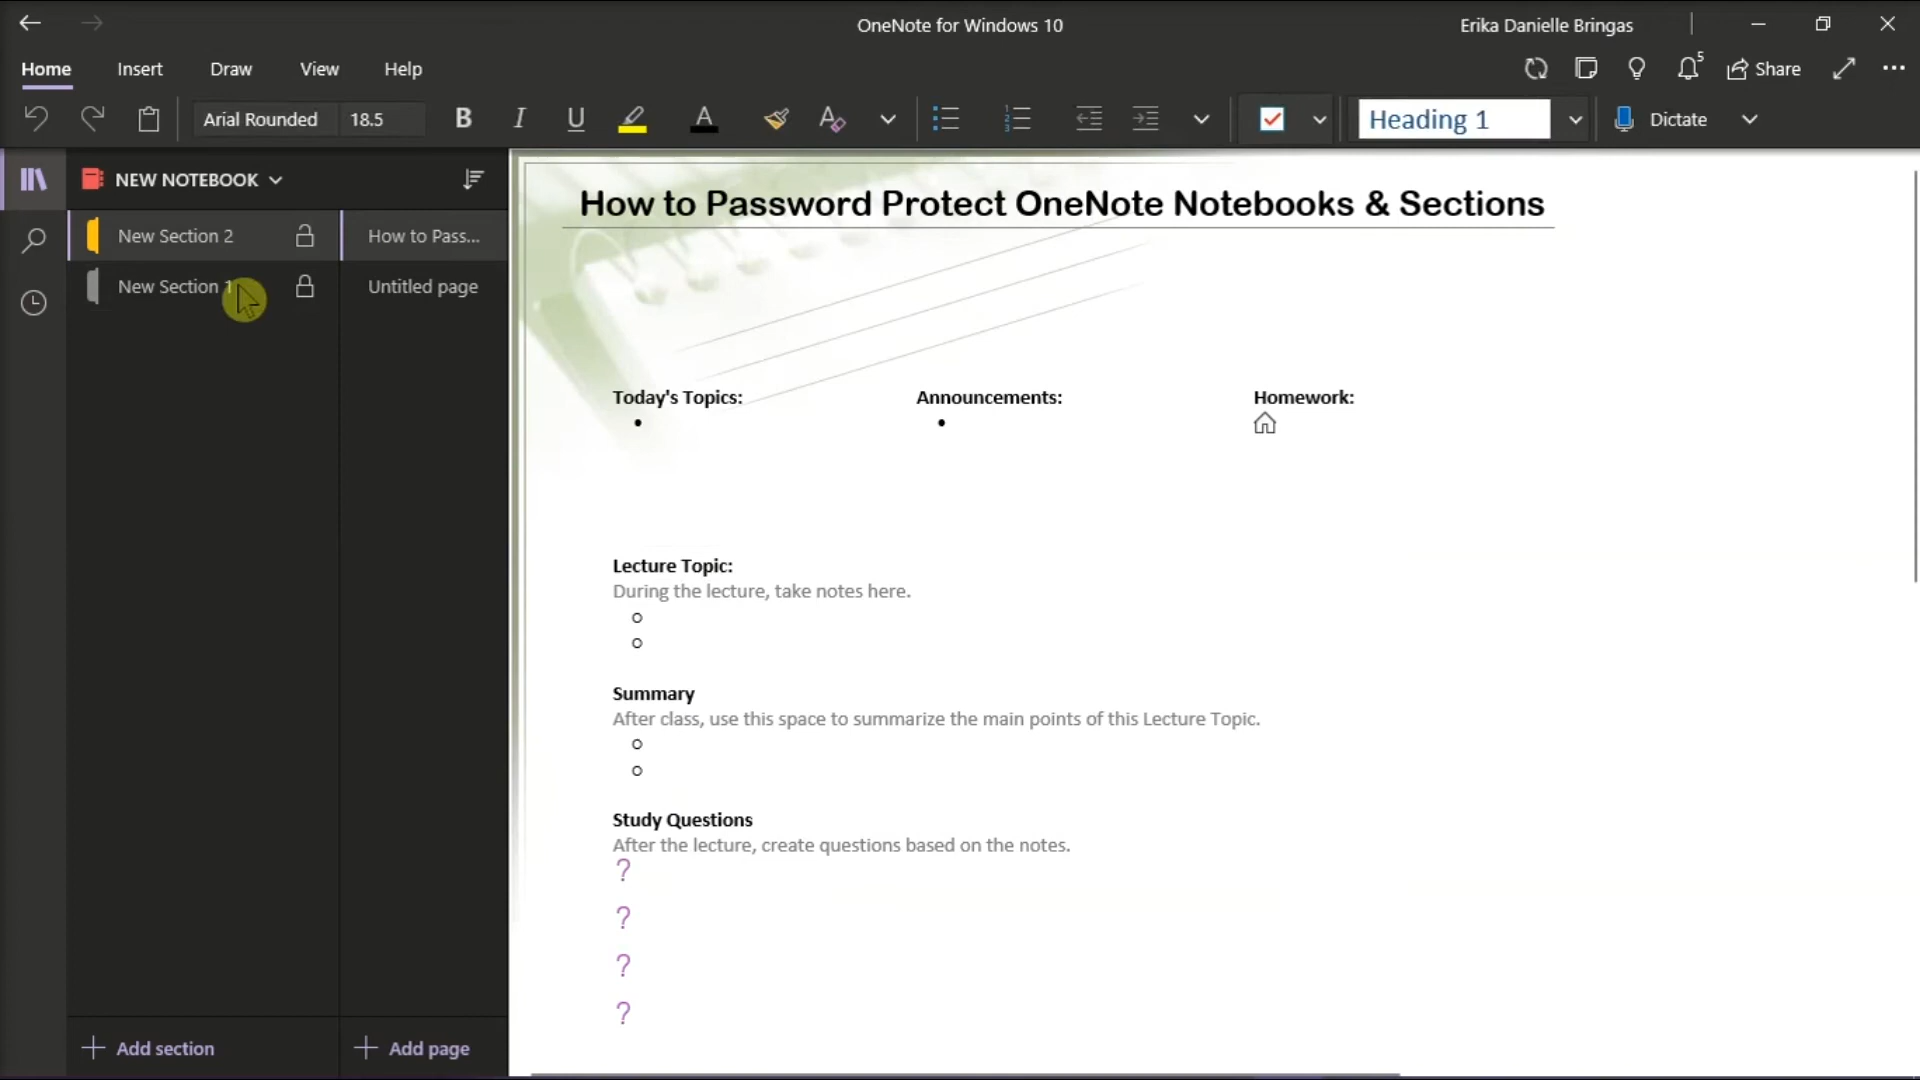 OneNote for Windows 10
Erika Danielle Bringas
Home
Insert
Draw
View
Help
5
Share
Arial Rounded
18.5
B
I
U
A
A
Heading 1
Dictate
NEW NOTEBOOK
New Section 2
How to Pass...
New Section 1
Untitled page
How to Password Protect OneNote Notebooks & Sections
Today's Topics:
Announcements:
Homework:
Lecture Topic:
During the lecture, take notes here.
Summary
After class, use this space to summarize the main points of this Lecture Topic.
Study Questions
After the lecture, create questions based on the notes.
?
?
?
?
Add section
Add page